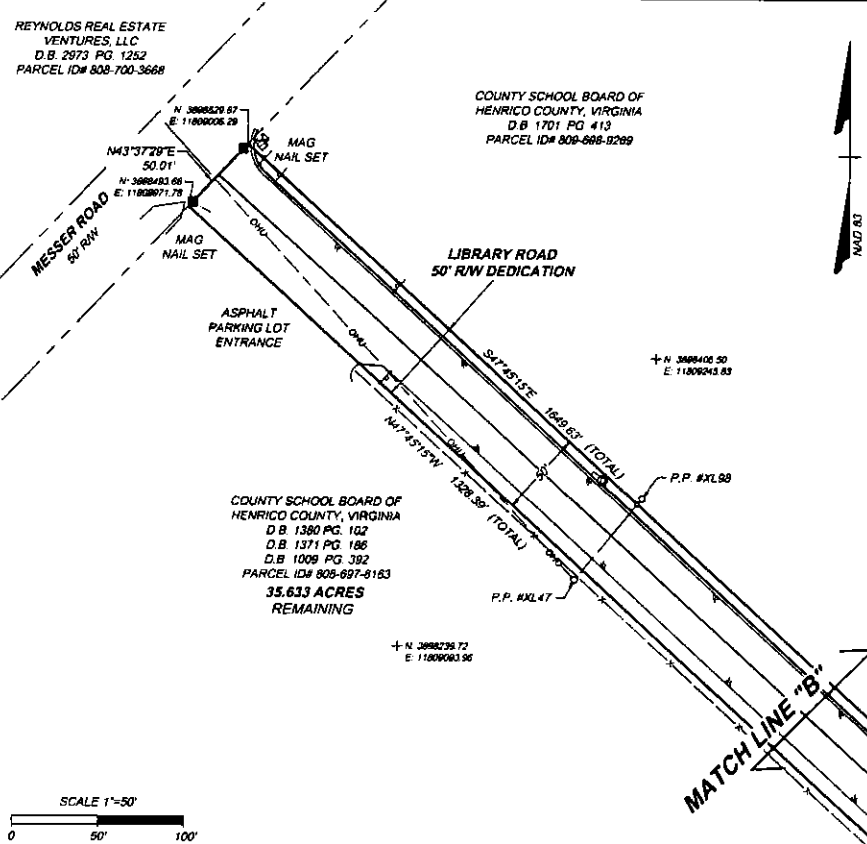 REYNOLDS REAL ESTATE
VENTURES, LLC
D.B. 2973 PG. 1252
PARCEL ID# 808-700-3668
COUNTY SCHOOL BOARD OF
HENRICO COUNTY, VIRGINIA
D.B 1701 PG 413
PARCEL ID# 809-698-9269
NAD 83
MAG
NAIL SET
N43°37'29"E
50.01'
MESSER ROAD
50' R/W
MAG
NAIL SET
OHU
LIBRARY ROAD
50' R/W DEDICATION
ASPHALT
PARKING LOT
ENTRANCE
OHU
S47°45'15"E 1649.63' (TOTAL)
N47°45'15"W 1328.39' (TOTAL)
OHU
50'
P.P. #XL98
COUNTY SCHOOL BOARD OF
HENRICO COUNTY, VIRGINIA
D.B. 1380 PG. 102
D.B. 1371 PG. 186
D.B 1009 PG. 392
PARCEL ID# 808-697-8163
35.633 ACRES
REMAINING
OHU
P.P. #XL47
MATCH LINE "B"
SCALE 1"=50'
0 50' 100'